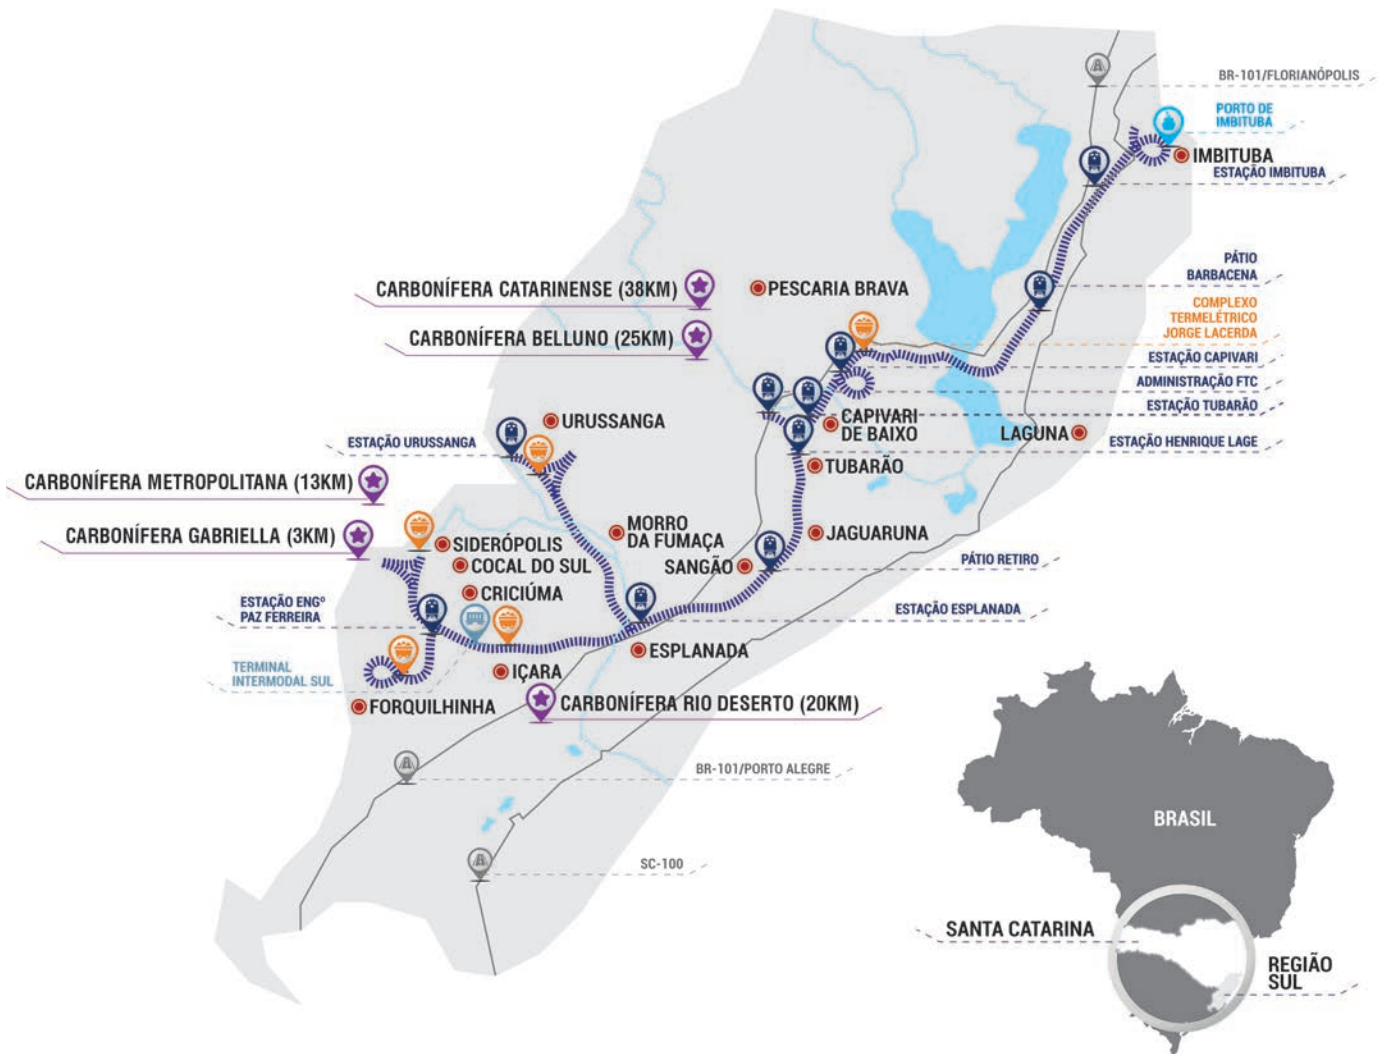 BR-101/FLORIANÓPOLIS
PORTO DE
IMBITUBA
IMBITUBA
ESTAÇÃO IMBITUBA
PÁTIO
BARBACENA
CARBONÍFERA CATARINENSE (38KM)
PESCARIA BRAVA
COMPLEXO
TERMELÉTRICO
JORGE LACERDA
CARBONÍFERA BELLUNO (25KM)
ESTAÇÃO CAPIVARI
ADMINISTRAÇÃO FTC
ESTAÇÃO TUBARÃO
URUSSANGA
CAPIVARI
DE BAIXO
LAGUNA
ESTAÇÃO URUSSANGA
ESTAÇÃO HENRIQUE LAGE
TUBARÃO
CARBONÍFERA METROPOLITANA (13KM)
CARBONÍFERA GABRIELLA (3KM)
MORRO
DA FUMAÇA
JAGUARUNA
SIDERÓPOLIS
COCAL DO SUL
SANGÃO
PÁTIO RETIRO
CRICIÚMA
ESTAÇÃO ENGº
PAZ FERREIRA
ESTAÇÃO ESPLANADA
ESPLANADA
TERMINAL
INTERMODAL SUL
IÇARA
FORQUILHINHA
CARBONÍFERA RIO DESERTO (20KM)
BR-101/PORTO ALEGRE
BRASIL
SC-100
SANTA CATARINA
REGIÃO
SUL